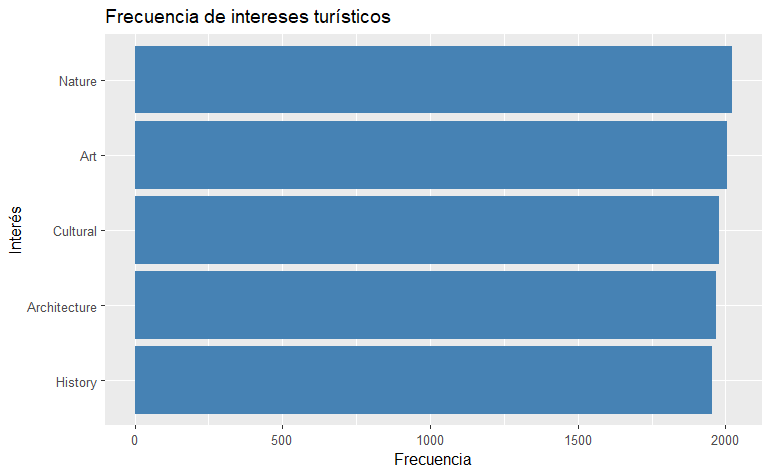 Frecuencia de intereses turísticos
Interés
Nature
Art
Cultural
Architecture
History
0 500 1000 1500 2000
Frecuencia